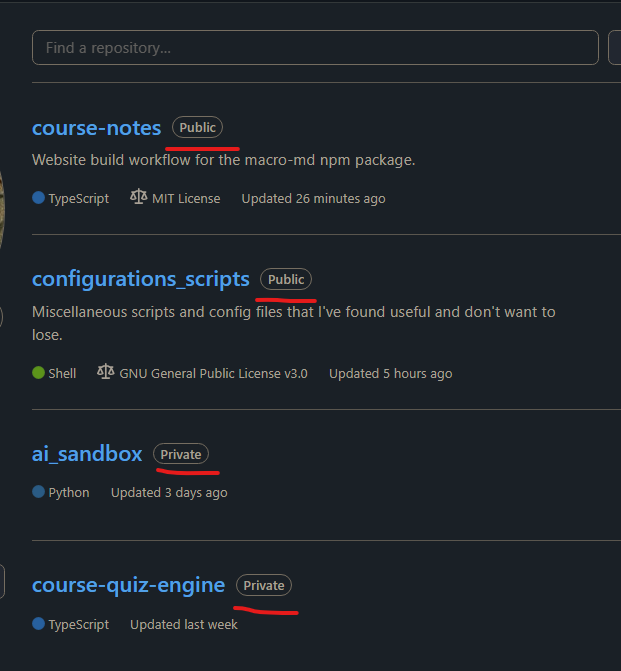 Find a repository...
course-notes Public
Website build workflow for the macro-md npm package.
TypeScript MIT License Updated 26 minutes ago
configurations_scripts Public
Miscellaneous scripts and config files that I've found useful and don't want to
lose.
Shell GNU General Public License v3.0 Updated 5 hours ago
ai_sandbox Private
Python Updated 3 days ago
course-quiz-engine Private
TypeScript Updated last week